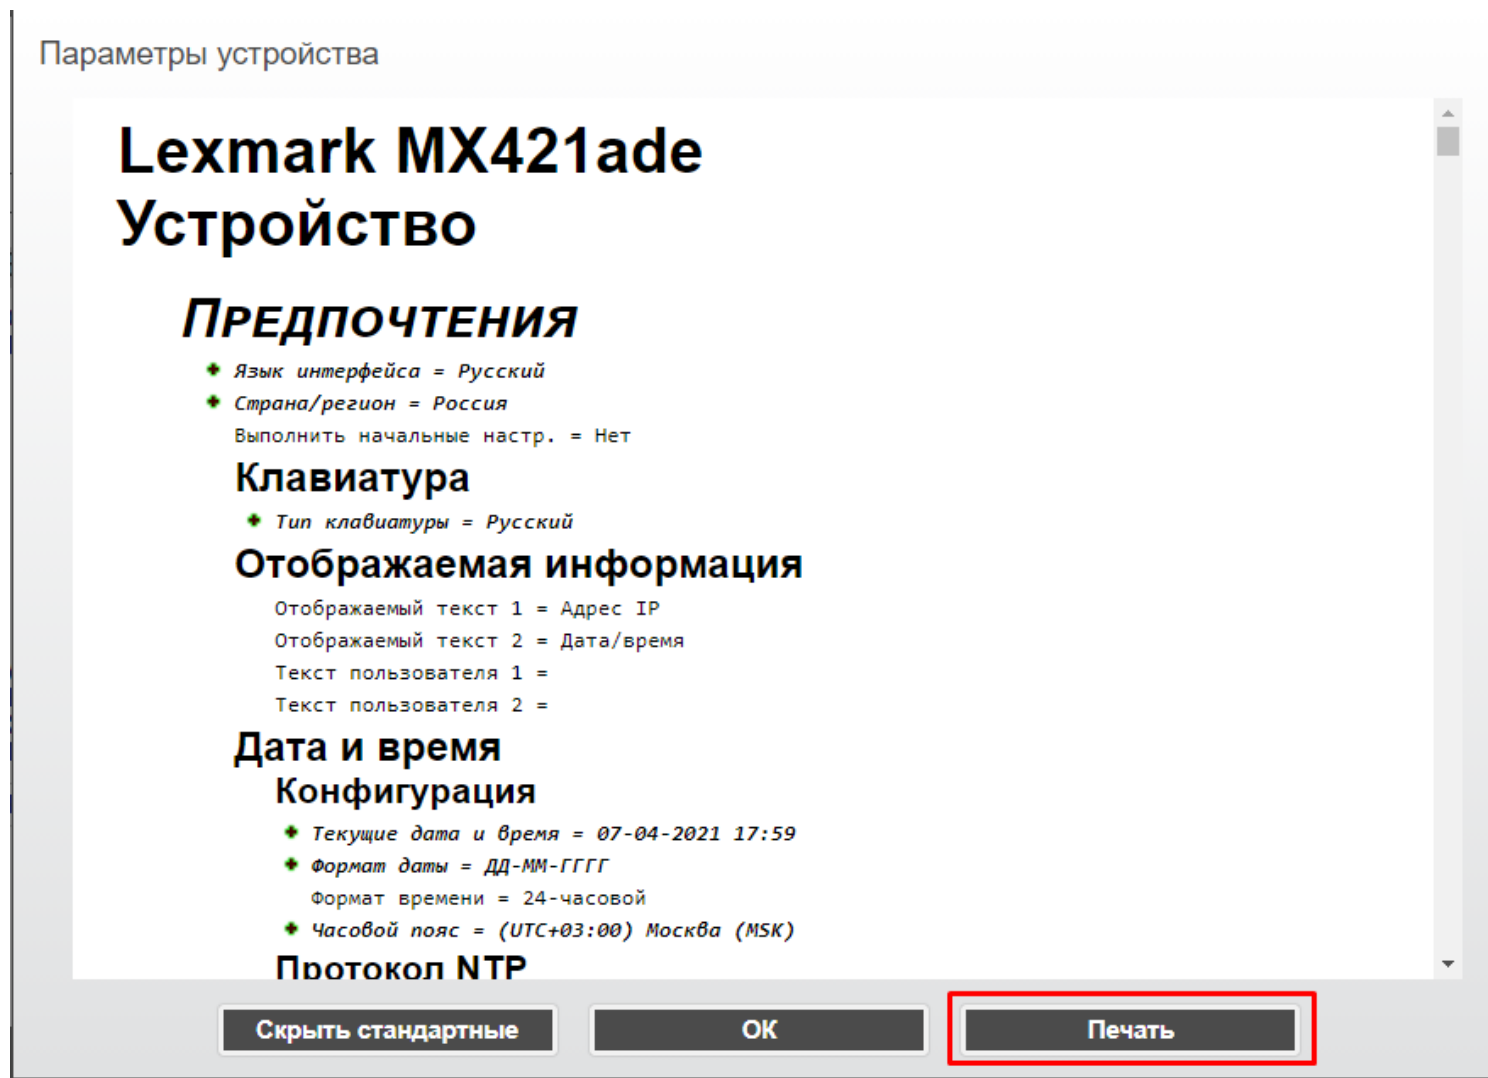 Параметры устройства
Lexmark MX421ade
Устройство
ПРЕДПОЧТЕНИЯ
Язык интерфейса = Русский
Страна/регион = Россия
Выполнить начальные настр. = Нет
Клавиатура
Тип клавиатуры = Русский
Отображаемая информация
Отображаемый текст 1 = Адрес IP
Отображаемый текст 2 = Дата/время
Текст пользователя 1 =
Текст пользователя 2 =
Дата и время
Конфигурация
Текущие дата и время = 07-04-2021 17:59
Формат даты = ДД-ММ-ГГГГ
Формат времени = 24-часовой
Часовой пояс = (UTC+03:00) Москва (MSK)
Протокол NTP
Скрыть стандартные ОК Печать